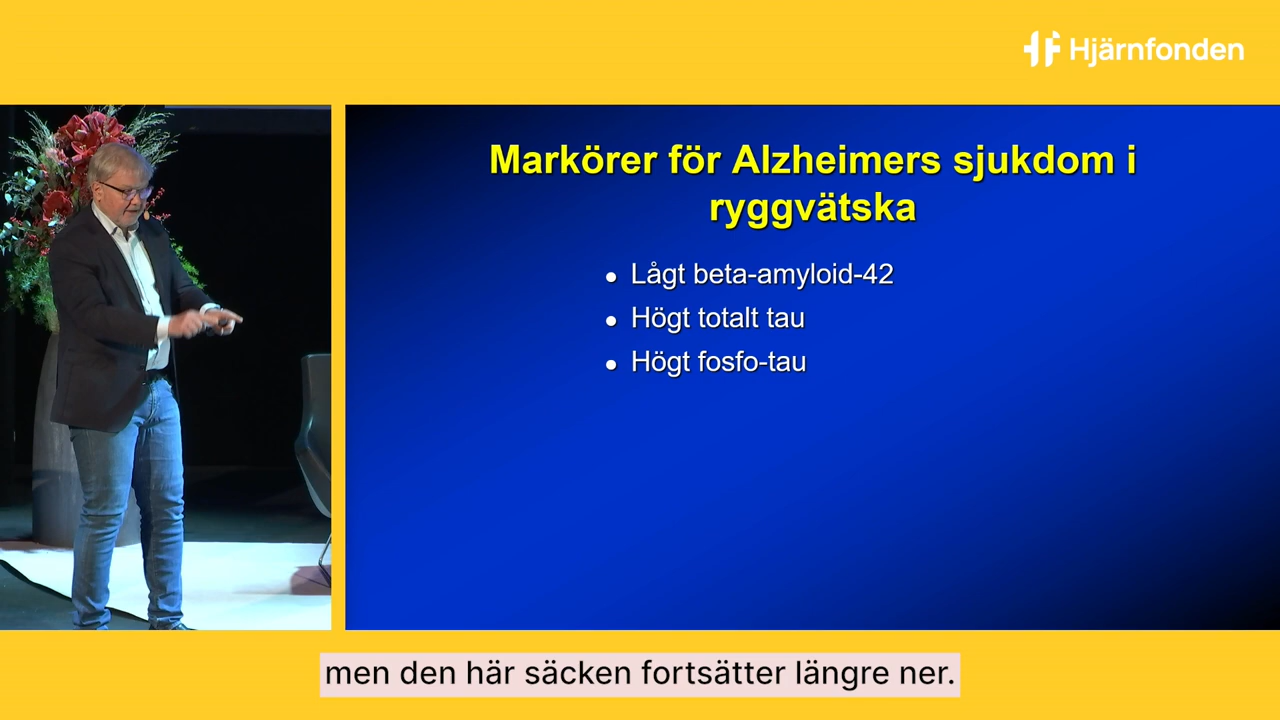 Hjärnfonden
Markörer för Alzheimers sjukdom i
ryggvätska
• Lågt beta-amyloid-42
• Högt totalt tau
• Högt fosfo-tau
men den här säcken fortsätter längre ner.